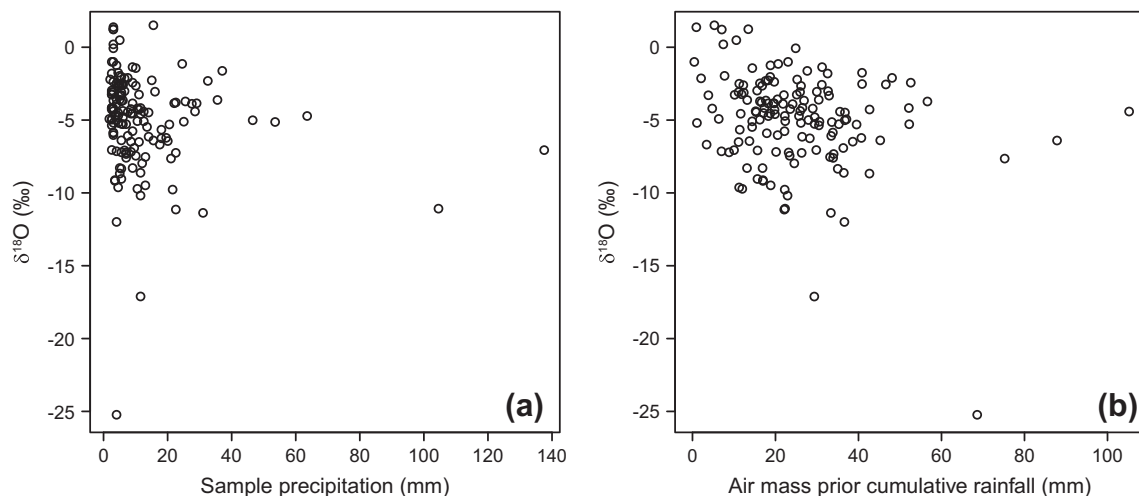 0
-5
-10
-15
-20
-25
δ¹⁸O (‰)
0 20 40 60 80 100 120 140
Sample precipitation (mm)
(a)
0
-5
-10
-15
-20
-25
δ¹⁸O (‰)
0 20 40 60 80 100
Air mass prior cumulative rainfall (mm)
(b)